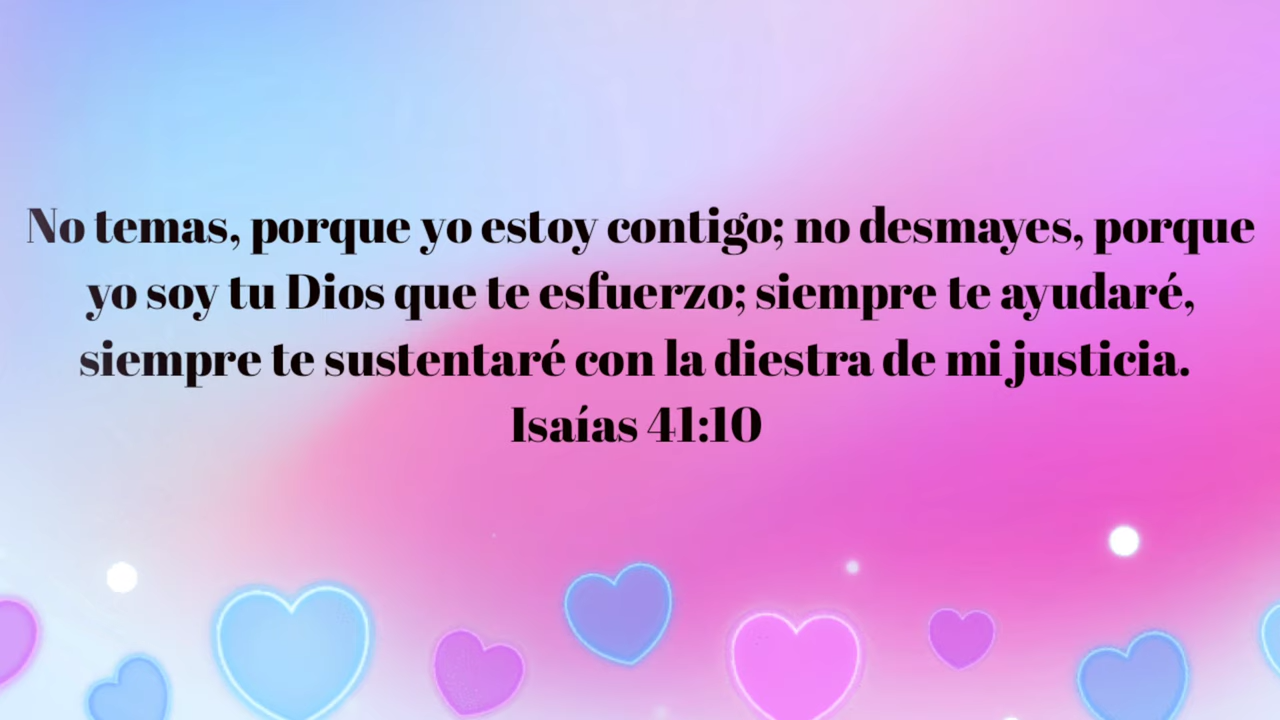 No temas, porque yo estoy contigo; no desmayes, porque
yo soy tu Dios que te esfuerzo; siempre te ayudaré,
siempre te sustentaré con la diestra de mi justicia.
Isaías 41:10